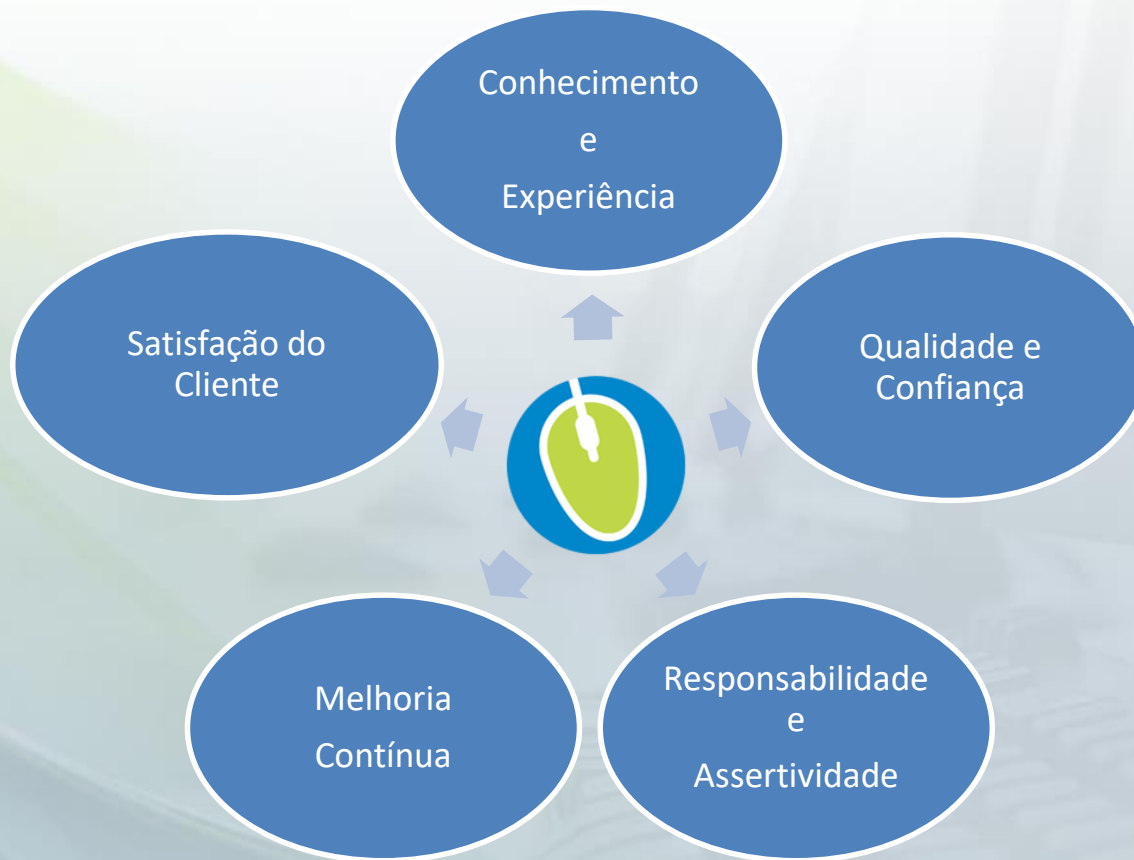 Conhecimento
e
Experiência
Satisfação do
Cliente
Qualidade e
Confiança
Melhoria
Contínua
Responsabilidade
e
Assertividade